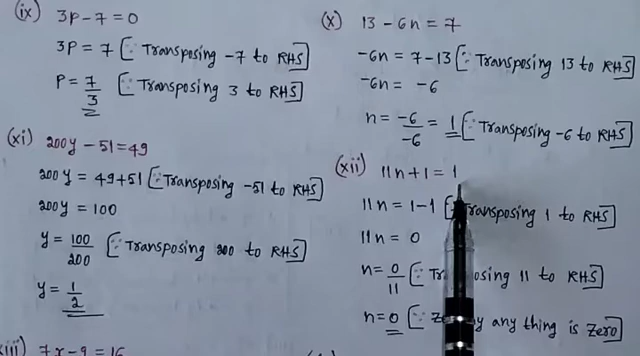 (ix) 3P - 7 = 0
3P = 7 [∵ Transposing -7 to RHS]
P = 7/3 [∵ Transposing 3 to RHS]
(x) 13 - 6n = 7
-6n = 7 - 13 [∵ Transposing 13 to RHS]
-6n = -6
n = -6/-6 = 1 [∵ Transposing -6 to RHS]
(xi) 200y - 51 = 49
200y = 49 + 51 [∵ Transposing -51 to RHS]
200y = 100
y = 100/200 [∵ Transposing 200 to RHS]
y = 1/2
(xii) 11n + 1 = 1
11n = 1 - 1 [∵ Transposing 1 to RHS]
11n = 0
n = 0/11 to RHS]
n = 0 [∵ any thing is Zero]
7x - 9 = 16